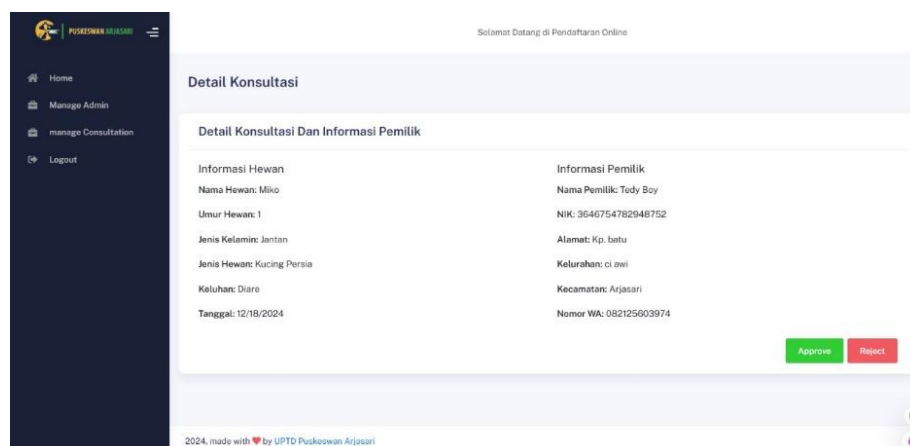 PUSKESWAN ARJASARI
Selamat Datang di Pendaftaran Online
Home
Manage Admin
manage Consultation
Logout
Detail Konsultasi
Detail Konsultasi Dan Informasi Pemilik
Informasi Hewan
Nama Hewan: Miko
Umur Hewan: 1
Jenis Kelamin: Jantan
Jenis Hewan: Kucing Persia
Keluhan: Diare
Tanggal: 12/18/2024
Informasi Pemilik
Nama Pemilik: Tedy Boy
NIK: 3646754782948752
Alamat: Kp. batu
Kelurahan: ci awi
Kecamatan: Arjasari
Nomor WA: 082125603974
Approve
Reject
2024, made with ❤ by UPTD Puskeswan Arjasari